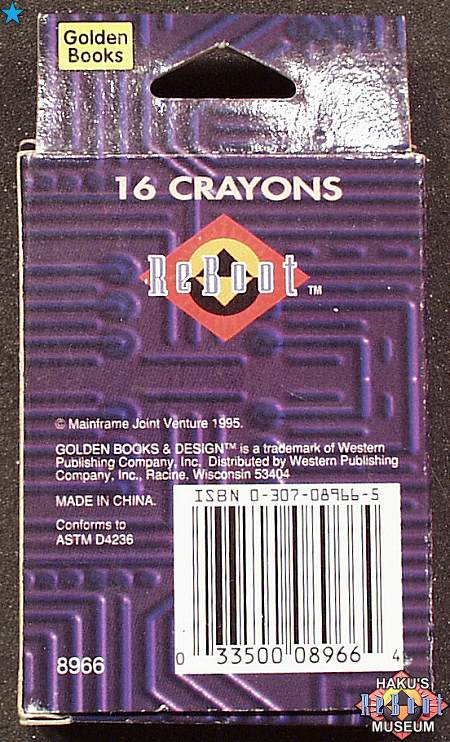 Golden
Books
16 CRAYONS
ReBoot ™
© Mainframe Joint Venture 1995.
GOLDEN BOOKS & DESIGN™ is a trademark of Western
Publishing Company, Inc. Distributed by Western Publishing
Company, Inc., Racine, Wisconsin 53404
MADE IN CHINA.
Conforms to
ASTM D4236
ISBN 0-307-08966-5
0 33500 08966 4
8966
HAKU'S
ReBoot
MUSEUM